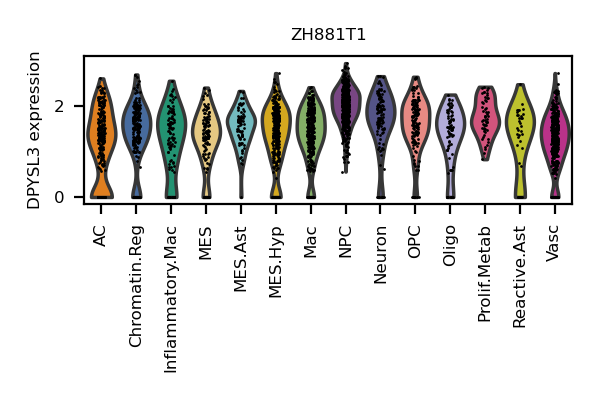 ZH881T1
DPYSL3 expression
2
0
AC
Chromatin.Reg
Inflammatory.Mac
MES
MES.Ast
MES.Hyp
Mac
NPC
Neuron
OPC
Oligo
Prolif.Metab
Reactive.Ast
Vasc